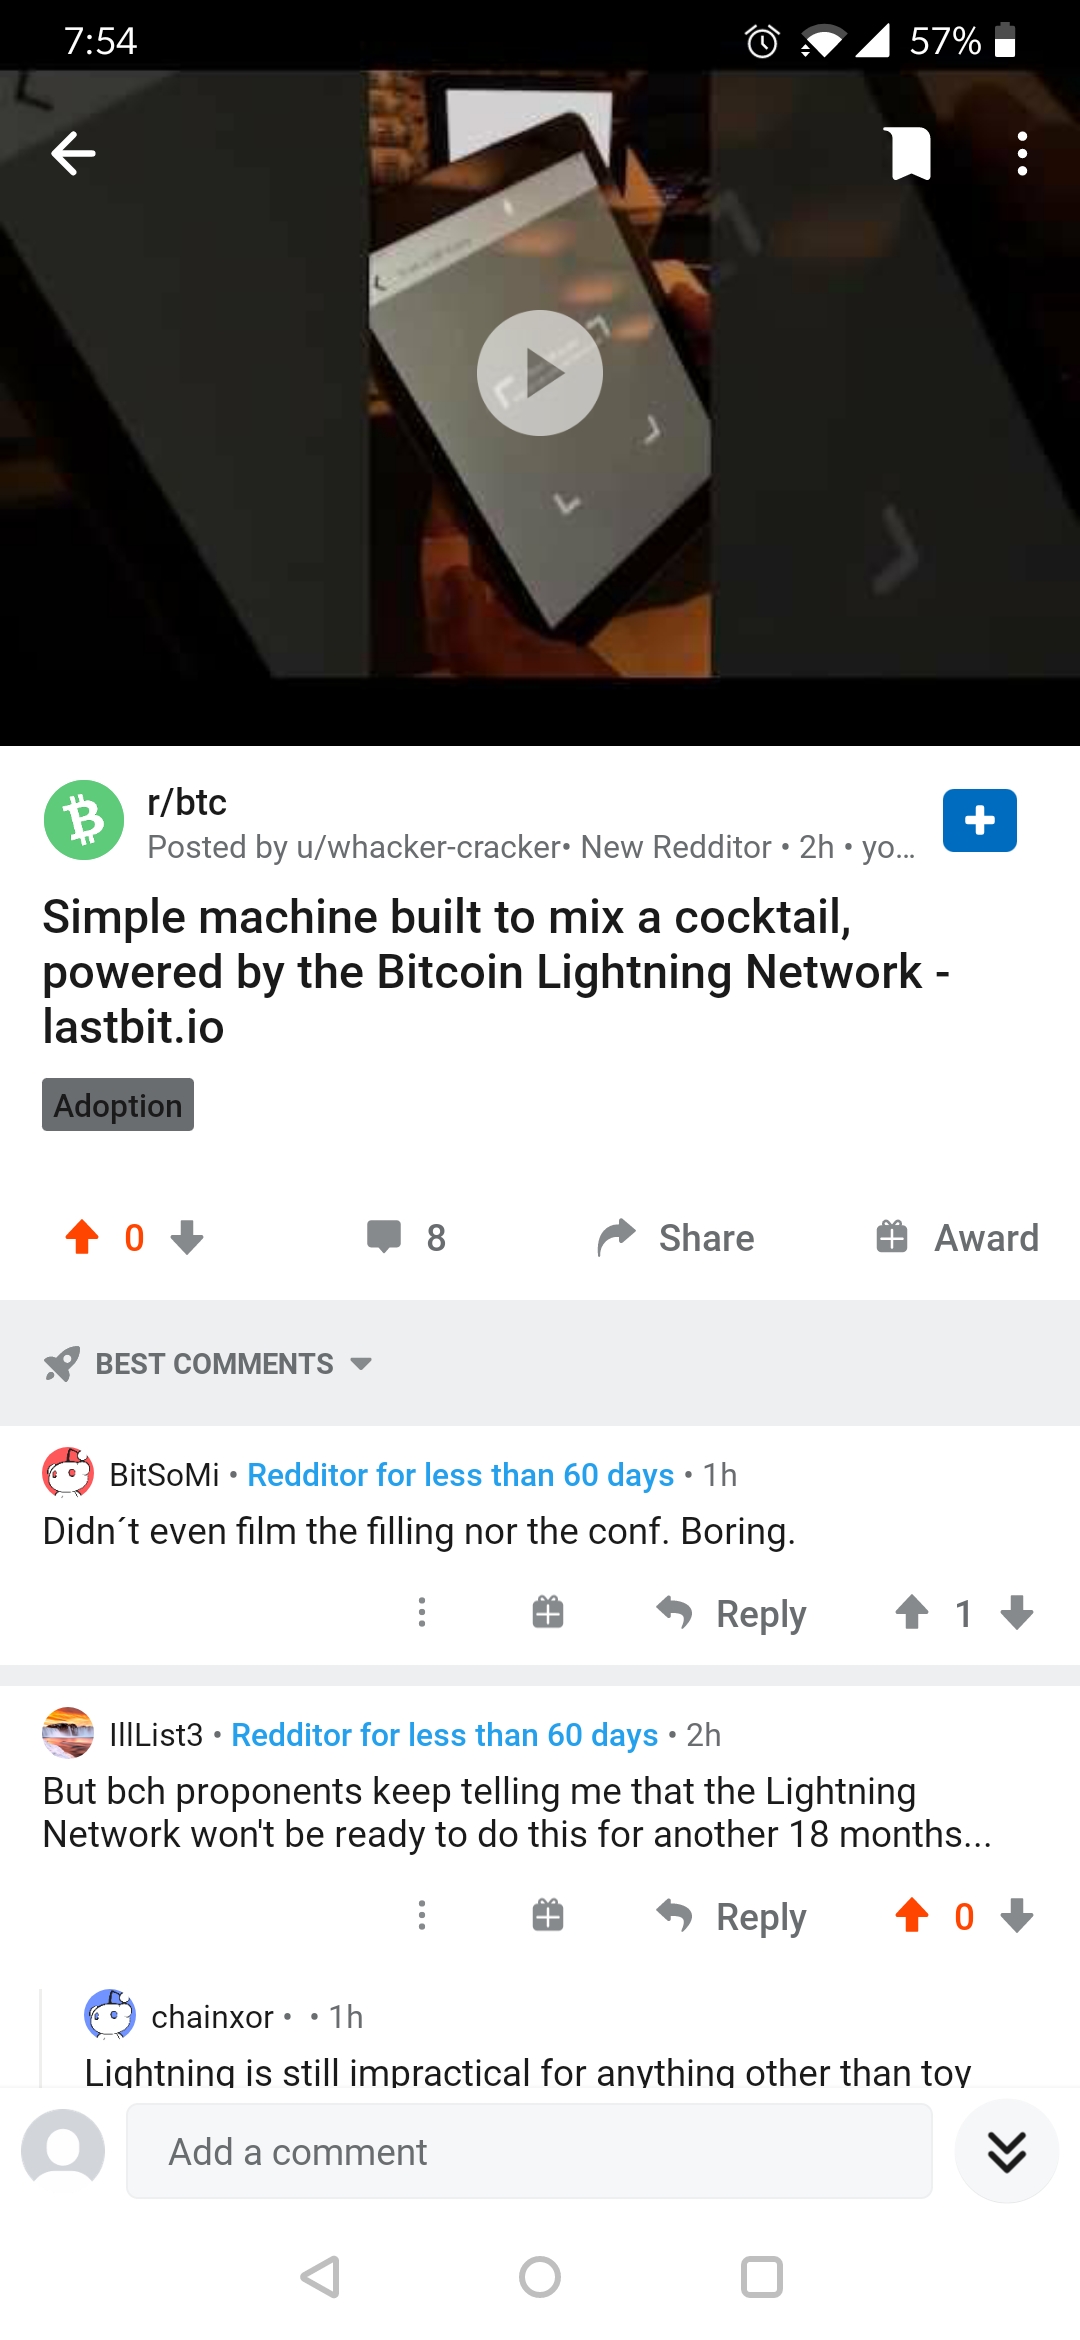 7:54
57%
r/btc
Posted by u/whacker-cracker• New Redditor • 2h • yo...
Simple machine built to mix a cocktail,
powered by the Bitcoin Lightning Network -
lastbit.io
Adoption
0
8
Share
Award
BEST COMMENTS
BitSoMi • Redditor for less than 60 days • 1h
Didn´t even film the filling nor the conf. Boring.
Reply
1
IllList3 • Redditor for less than 60 days • 2h
But bch proponents keep telling me that the Lightning
Network won't be ready to do this for another 18 months...
Reply
0
chainxor • • 1h
Lightning is still impractical for anything other than toy
Add a comment